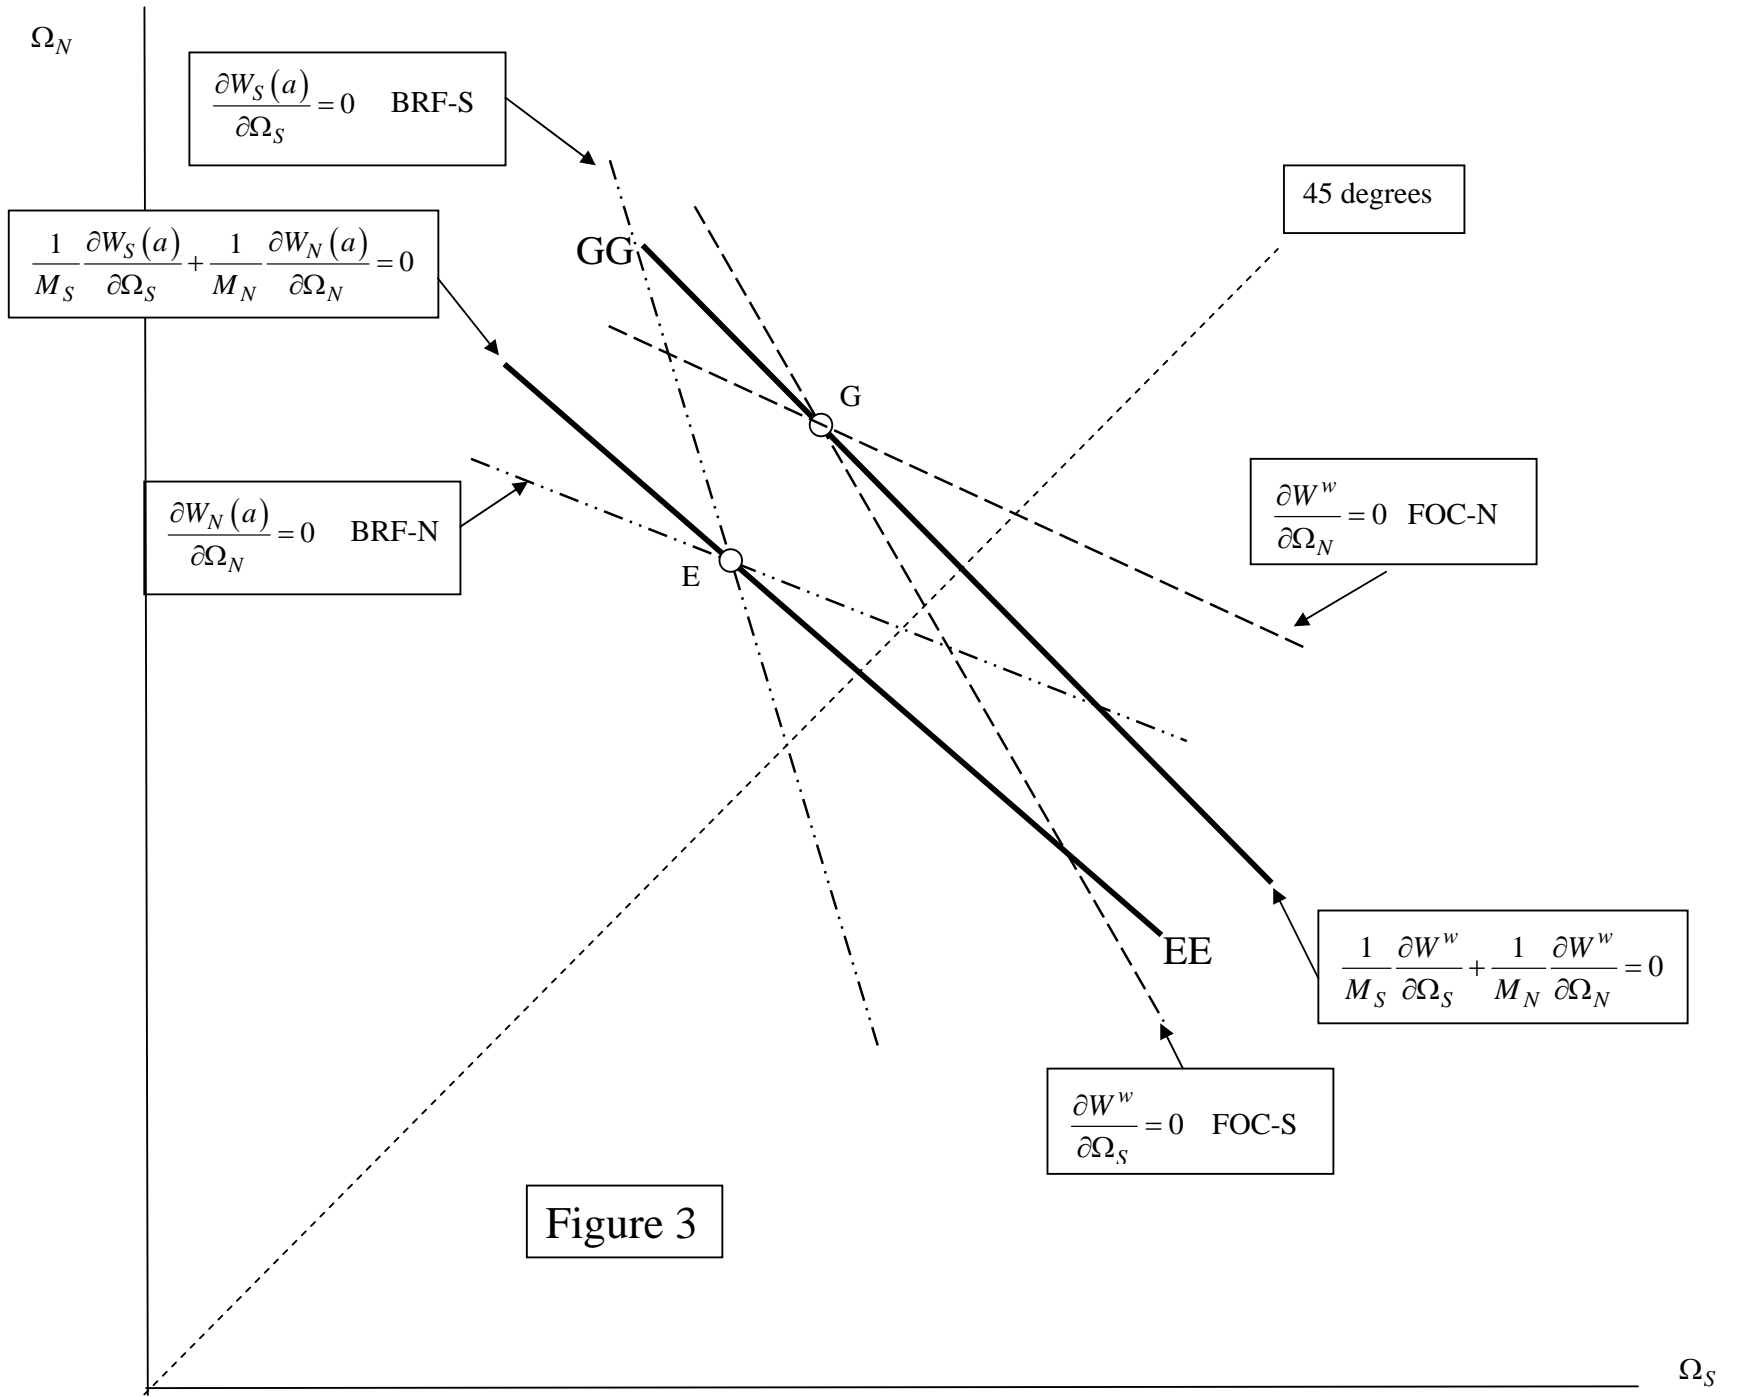 Ω_N
∂W_S(a)/∂Ω_S = 0 BRF-S
45 degrees
1/M_S ∂W_S(a)/∂Ω_S + 1/M_N ∂W_N(a)/∂Ω_N = 0
GG
G
∂W_N(a)/∂Ω_N = 0 BRF-N
∂W^w/∂Ω_N = 0 FOC-N
E
EE
1/M_S ∂W^w/∂Ω_S + 1/M_N ∂W^w/∂Ω_N = 0
∂W^w/∂Ω_S = 0 FOC-S
Figure 3
Ω_S